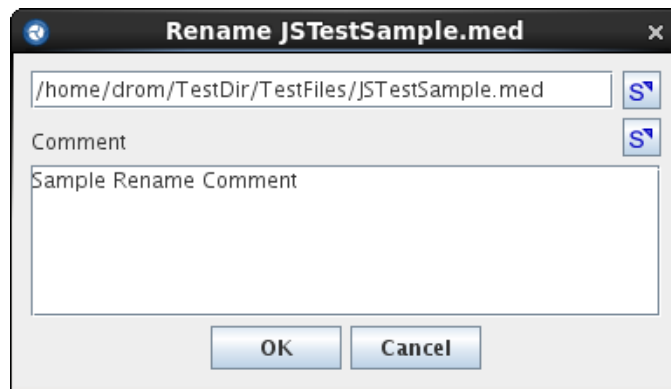 Rename JSTestSample.med
/home/drom/TestDir/TestFiles/JSTestSample.med
S
Comment
S
Sample Rename Comment
OK
Cancel